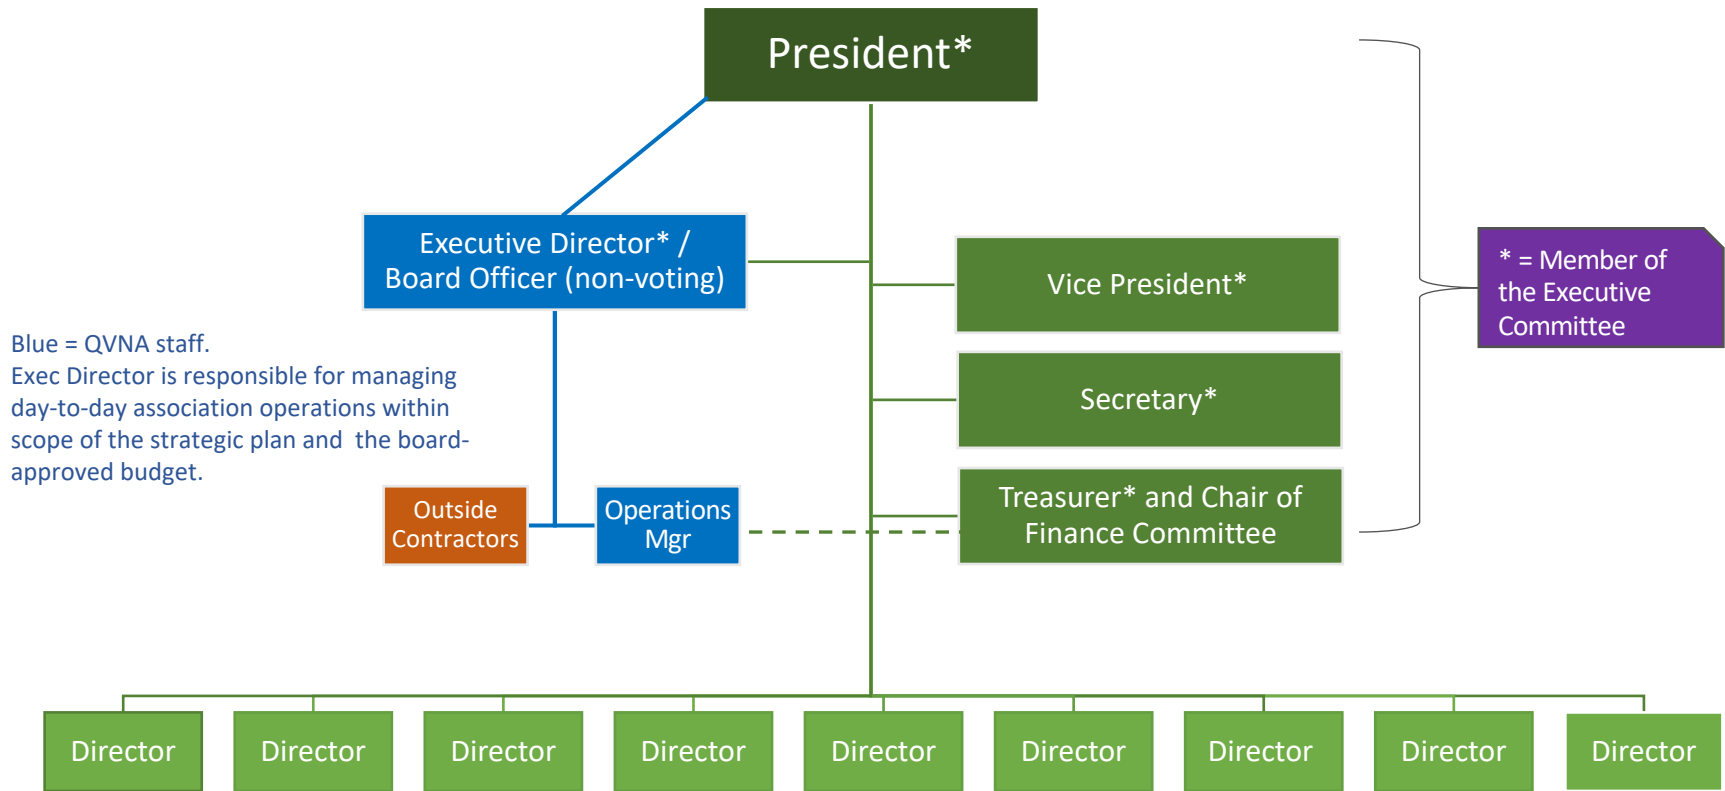 President*
Executive Director* /
Board Officer (non-voting)
Vice President*
* = Member of
the Executive
Committee
Blue = QVNA staff.
Exec Director is responsible for managing
day-to-day association operations within
scope of the strategic plan and  the board-
approved budget.
Secretary*
Outside
Contractors
Operations
Mgr
Treasurer* and Chair of
Finance Committee
Director
Director
Director
Director
Director
Director
Director
Director
Director